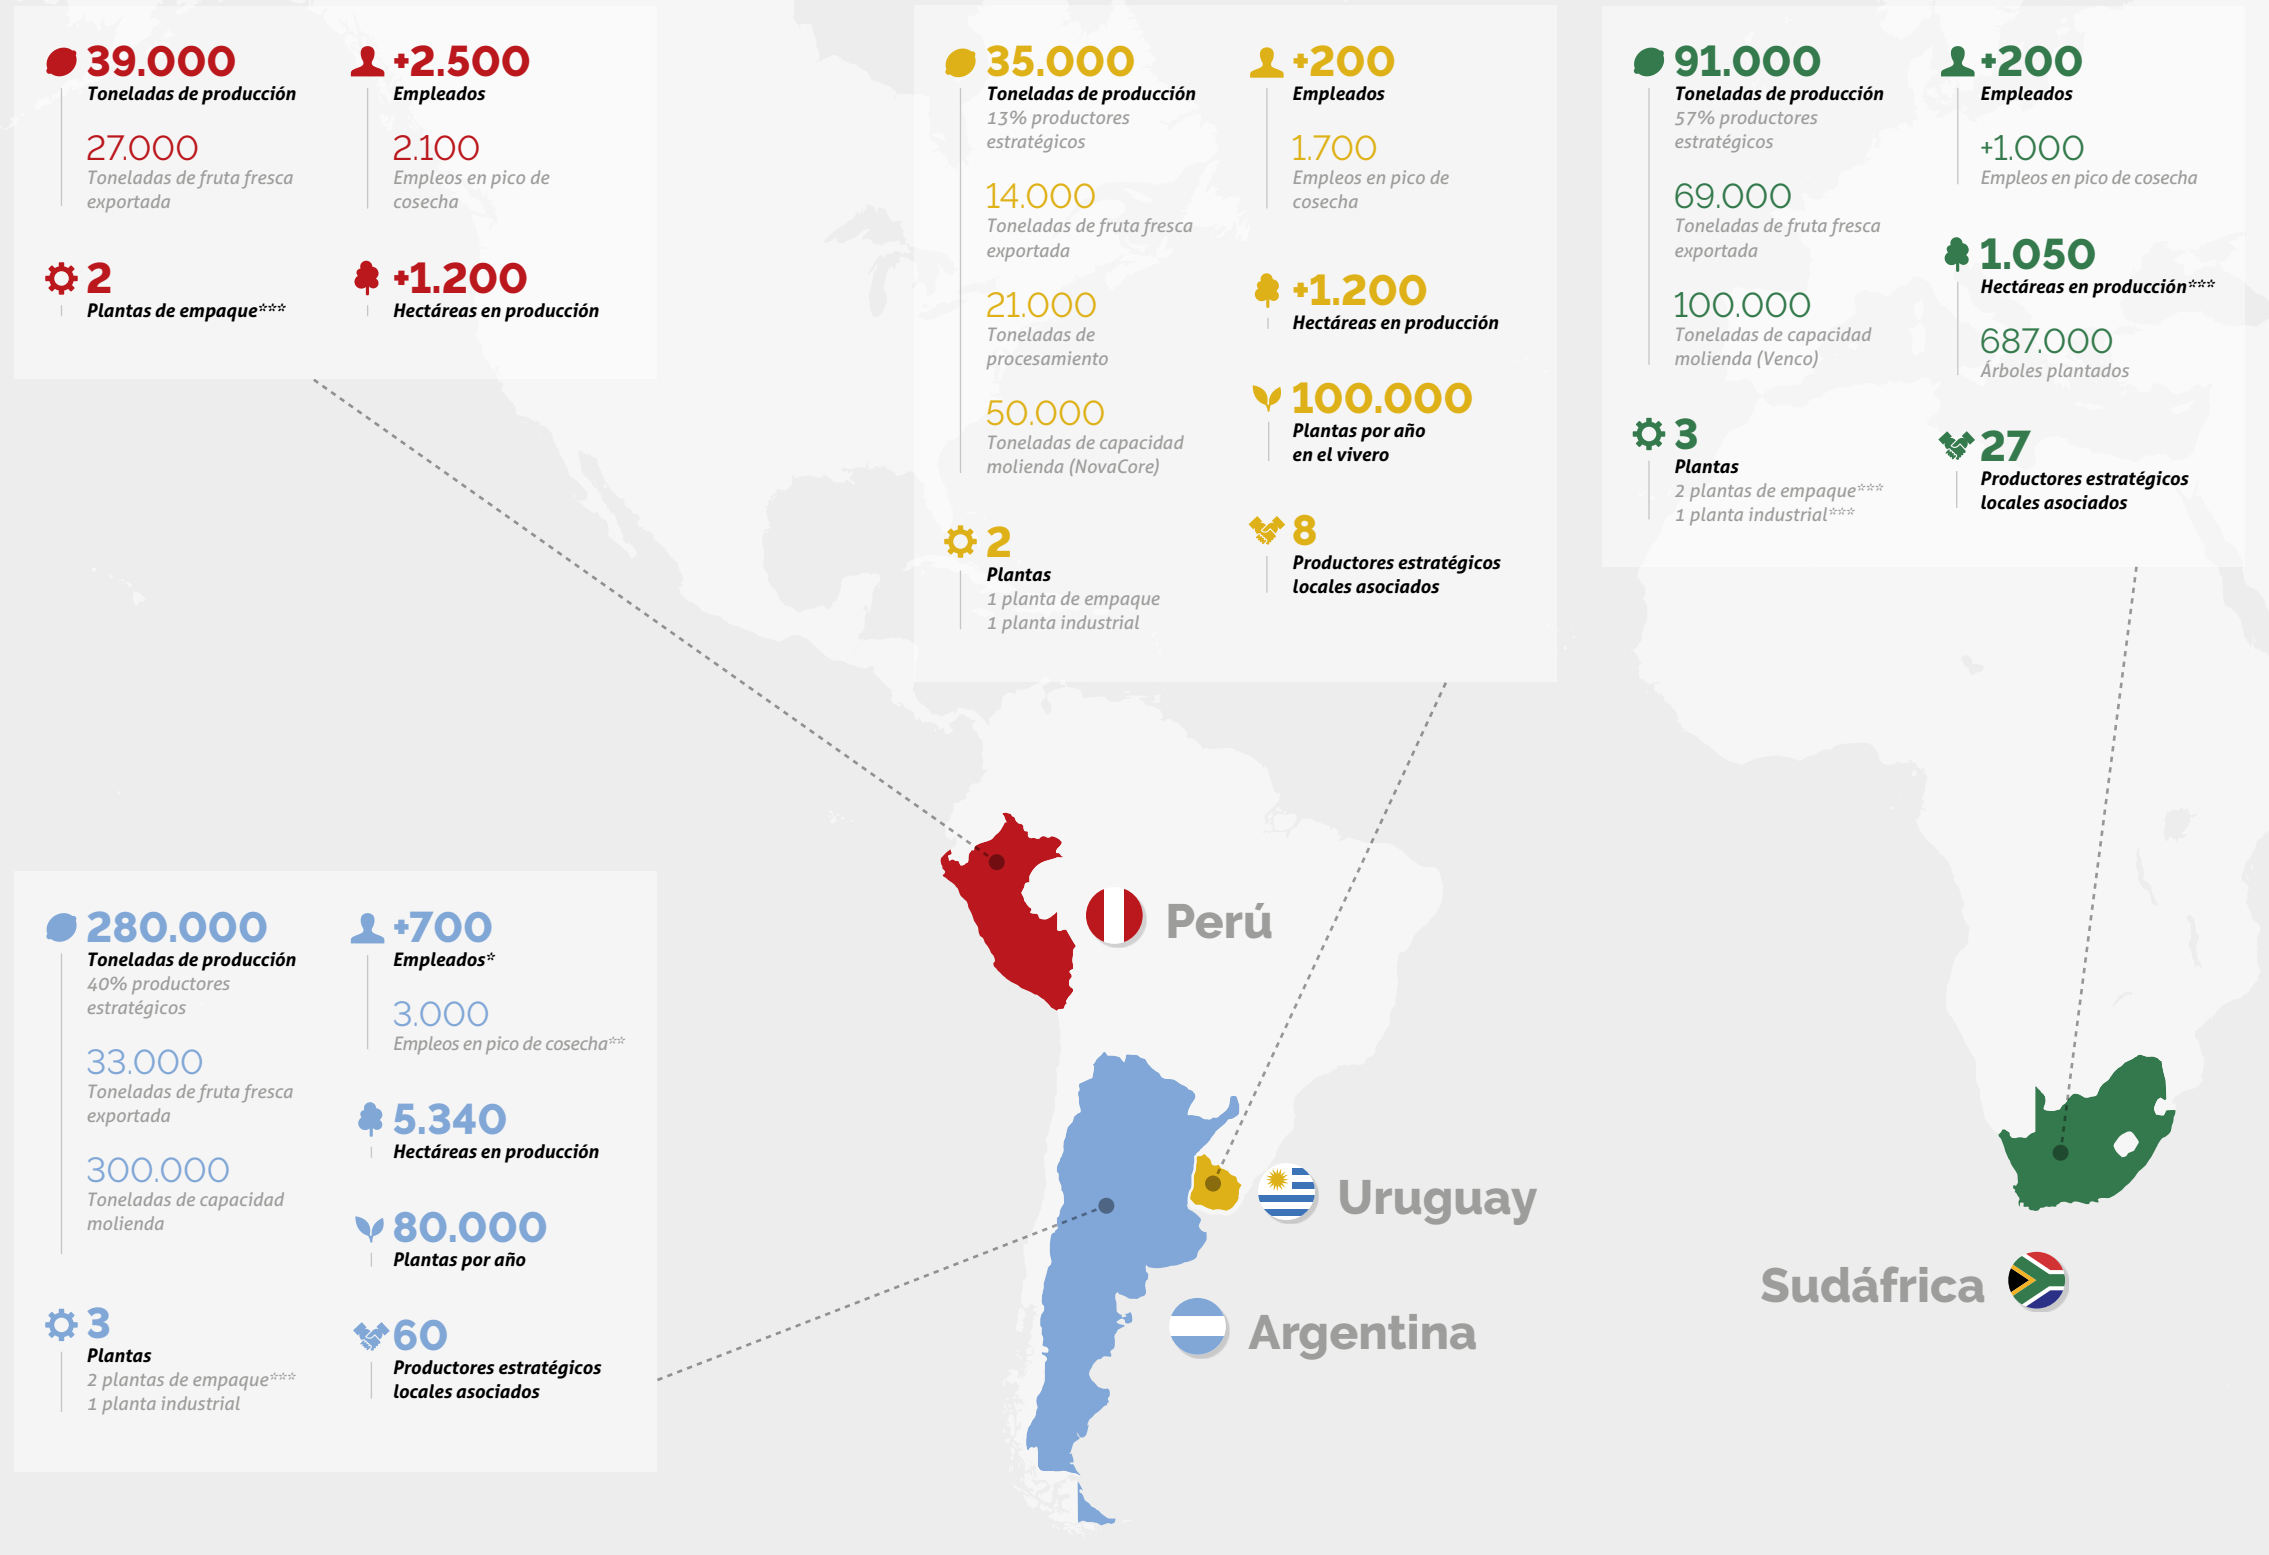 39.000
Toneladas de producción
27.000
Toneladas de fruta fresca
exportada
2
Plantas de empaque***
+2.500
Empleados
2.100
Empleos en pico de
cosecha
+1.200
Hectáreas en producción
35.000
Toneladas de producción
13% productores
estratégicos
14.000
Toneladas de fruta fresca
exportada
21.000
Toneladas de
procesamiento
50.000
Toneladas de capacidad
molienda (NovaCore)
2
Plantas
1 planta de empaque
1 planta industrial
+200
Empleados
1.700
Empleos en pico de
cosecha
+1.200
Hectáreas en producción
100.000
Plantas por año
en el vivero
8
Productores estratégicos
locales asociados
91.000
Toneladas de producción
57% productores
estratégicos
69.000
Toneladas de fruta fresca
exportada
100.000
Toneladas de capacidad
molienda (Venco)
3
Plantas
2 plantas de empaque***
1 planta industrial***
+200
Empleados
+1.000
Empleos en pico de cosecha
1.050
Hectáreas en producción***
687.000
Árboles plantados
27
Productores estratégicos
locales asociados
280.000
Toneladas de producción
40% productores
estratégicos
33.000
Toneladas de fruta fresca
exportada
300.000
Toneladas de capacidad
molienda
3
Plantas
2 plantas de empaque***
1 planta industrial
+700
Empleados*
3.000
Empleos en pico de cosecha**
5.340
Hectáreas en producción
80.000
Plantas por año
60
Productores estratégicos
locales asociados
Perú
Uruguay
Argentina
Sudáfrica